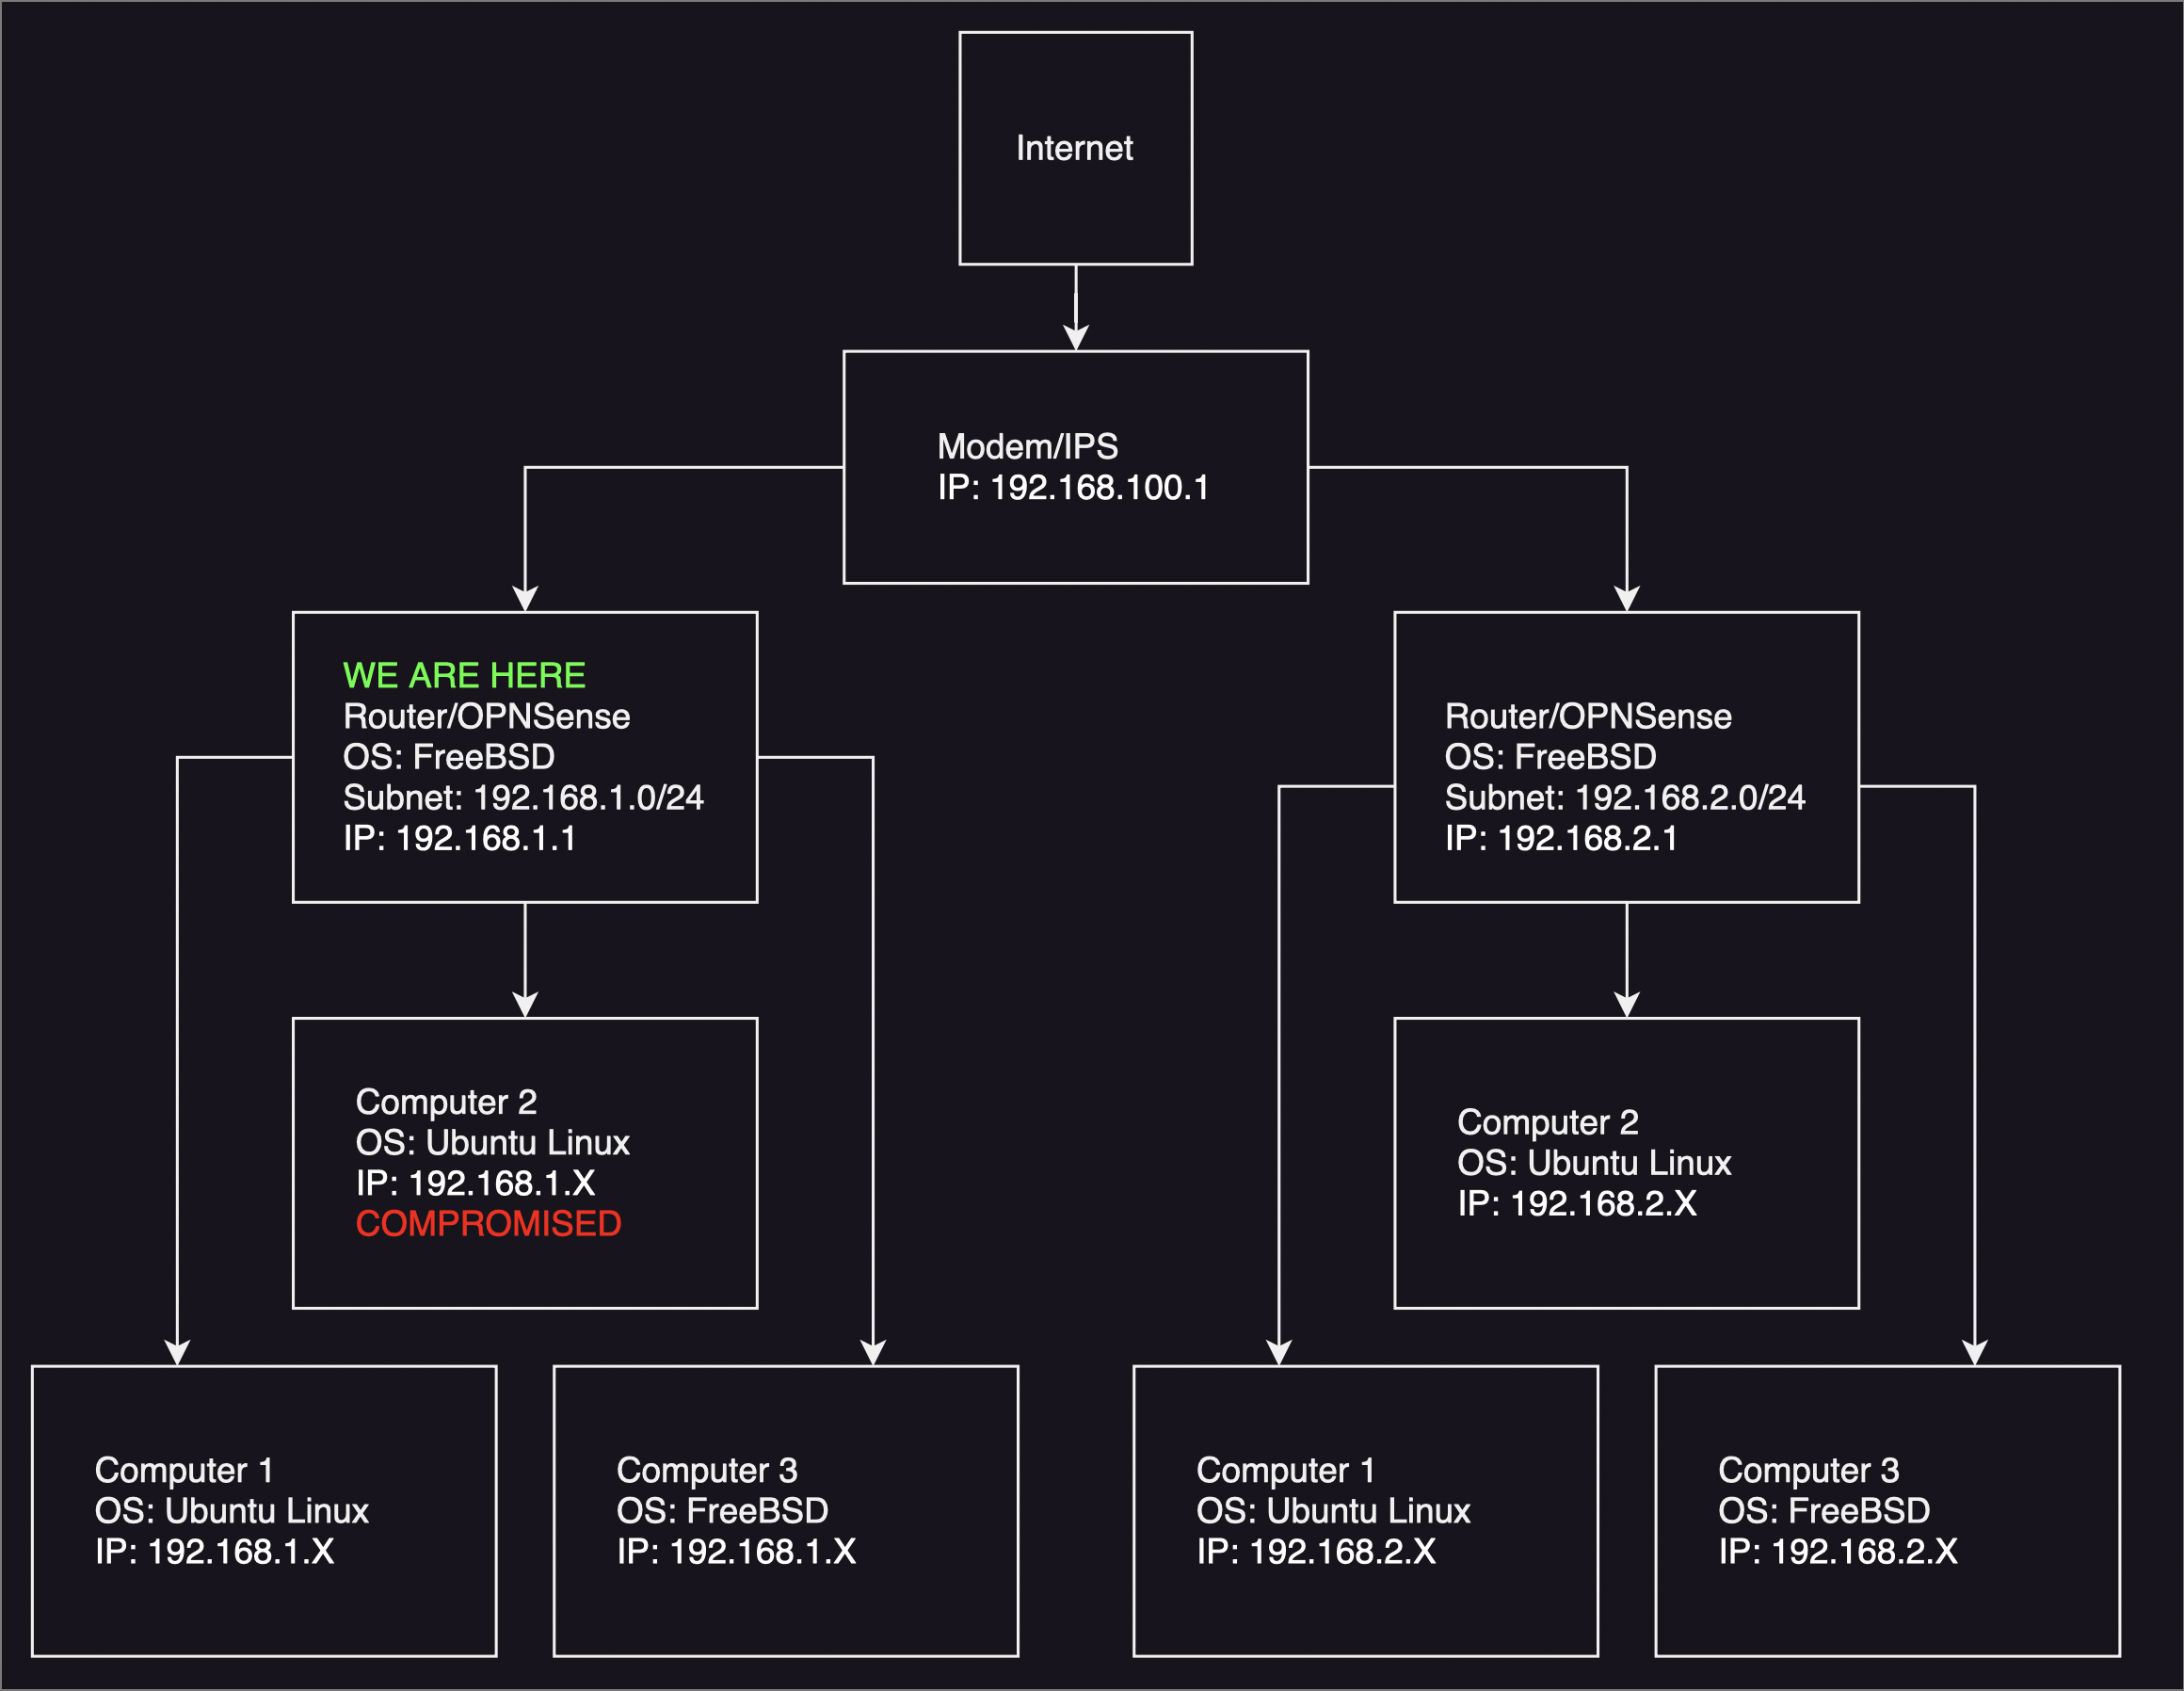 Internet
Modem/IPS
IP: 192.168.100.1
WE ARE HERE
Router/OPNSense
OS: FreeBSD
Subnet: 192.168.1.0/24
IP: 192.168.1.1
Router/OPNSense
OS: FreeBSD
Subnet: 192.168.2.0/24
IP: 192.168.2.1
Computer 2
OS: Ubuntu Linux
IP: 192.168.1.X
COMPROMISED
Computer 2
OS: Ubuntu Linux
IP: 192.168.2.X
Computer 1
OS: Ubuntu Linux
IP: 192.168.1.X
Computer 3
OS: FreeBSD
IP: 192.168.1.X
Computer 1
OS: Ubuntu Linux
IP: 192.168.2.X
Computer 3
OS: FreeBSD
IP: 192.168.2.X